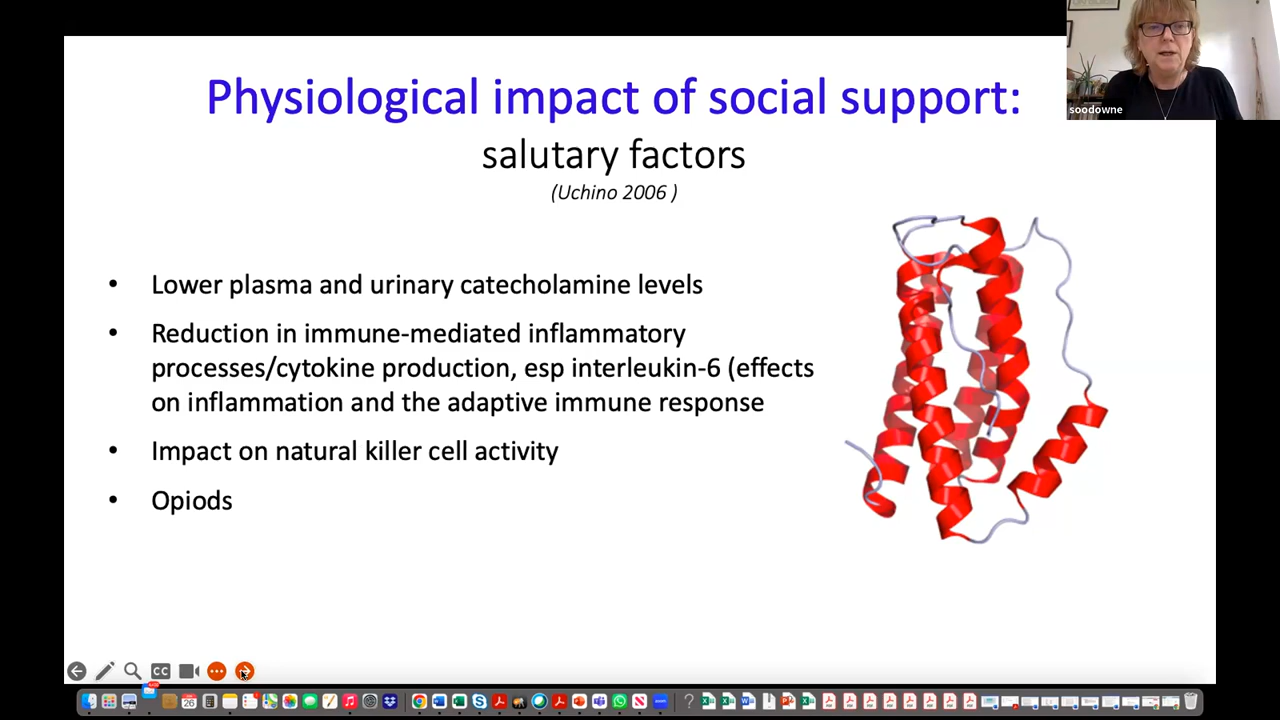 Physiological impact of social support:
salutary factors
(Uchino 2006 )
soodowne
• Lower plasma and urinary catecholamine levels
• Reduction in immune-mediated inflammatory
processes/cytokine production, esp interleukin-6 (effects
on inflammation and the adaptive immune response
• Impact on natural killer cell activity
• Opiods
CC
26